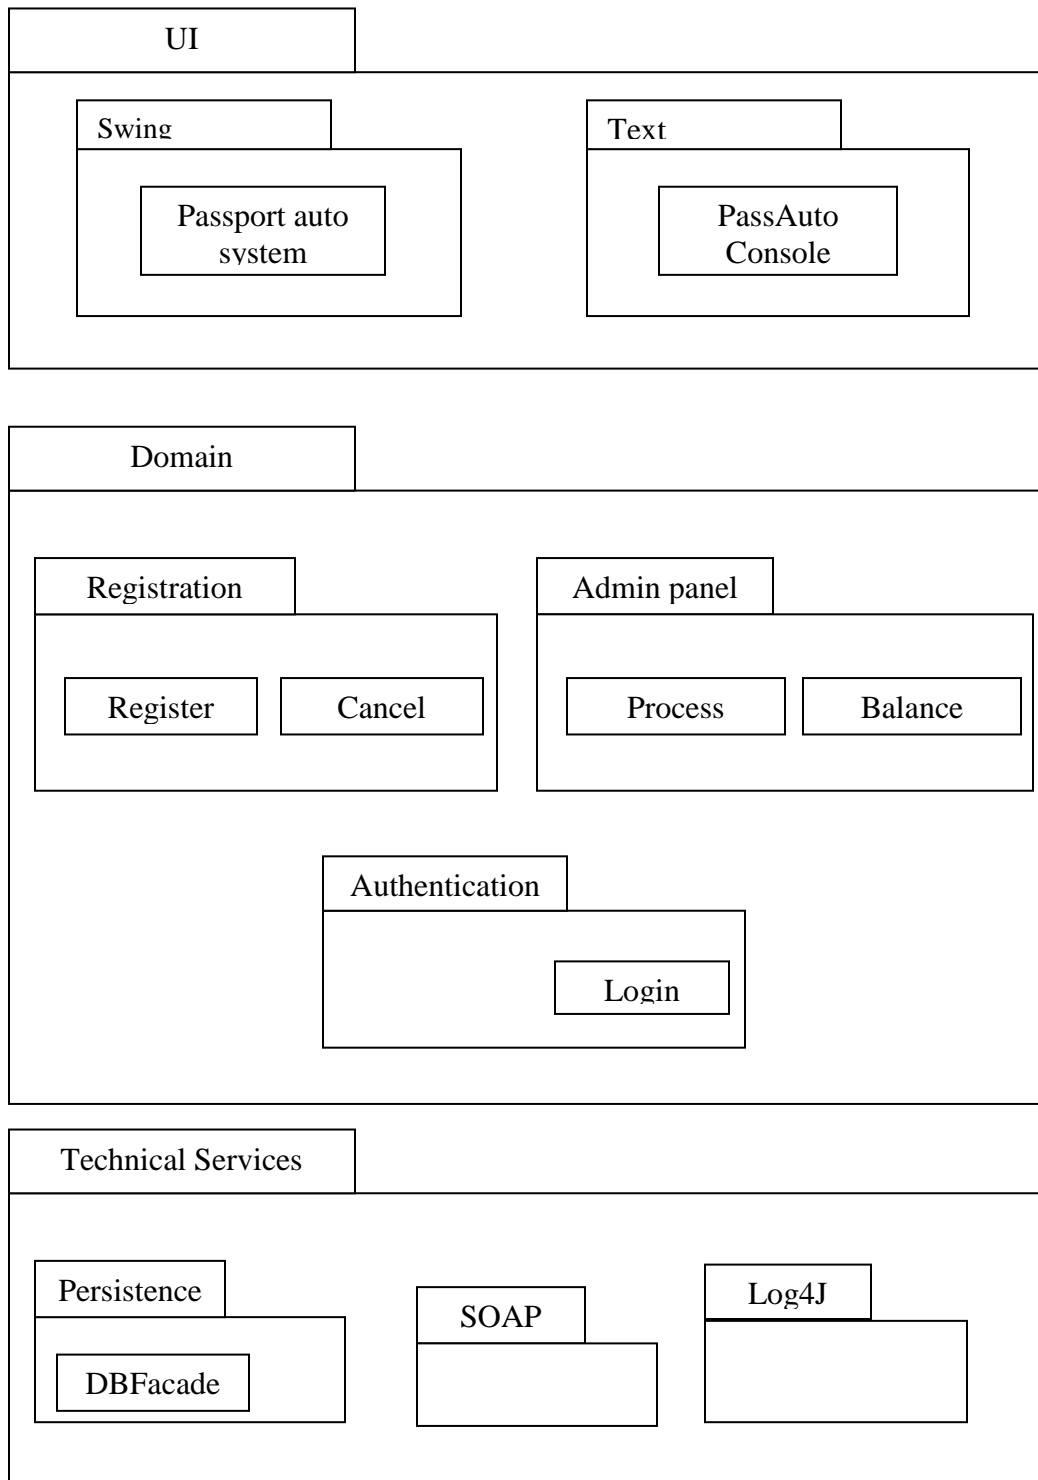 UI
Swing
Text
Passport auto
system
PassAuto
Console
Domain
Registration
Admin panel
Register
Cancel
Process
Balance
Authentication
Login
Technical Services
Persistence
SOAP
Log4J
DBFacade